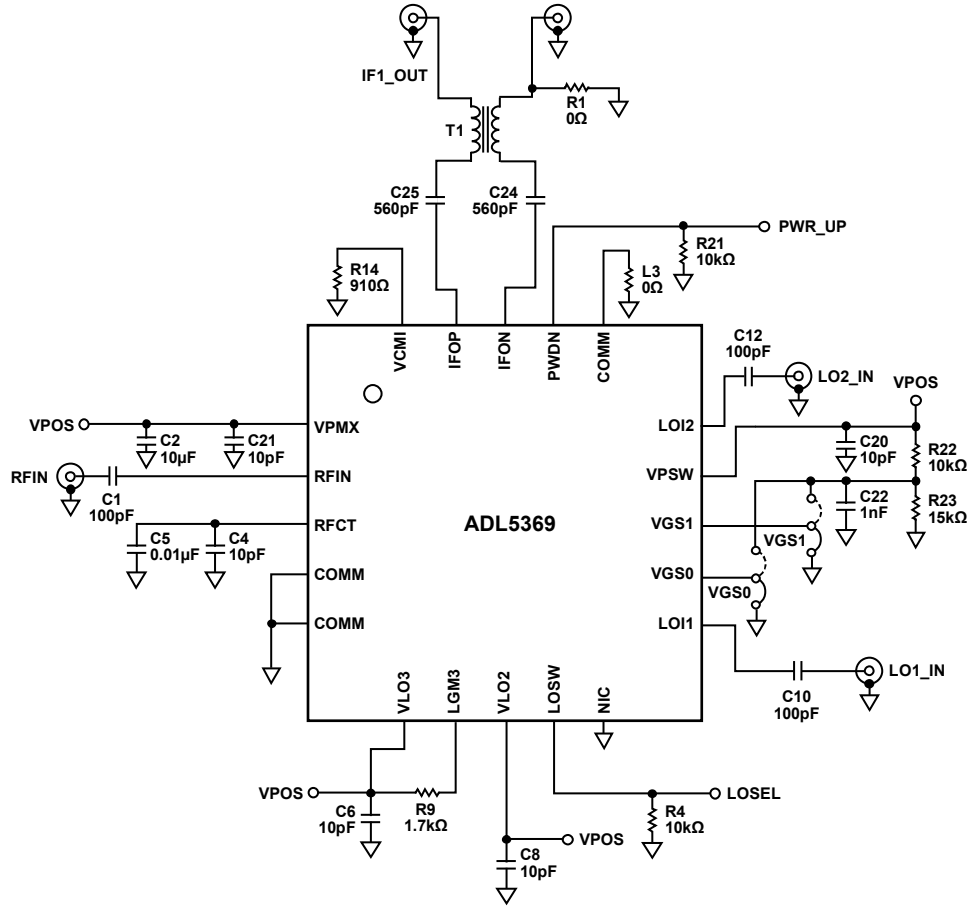 IF1_OUT
T1
R1
0Ω
C25
560pF
C24
560pF
PWR_UP
R21
10kΩ
R14
910Ω
L3
0Ω
VCMI
IFOP
IFON
PWDN
COMM
C12
100pF
LO2_IN
VPOS
VPOS
C2
10µF
C21
10pF
VPMX
LOI2
C20
10pF
R22
10kΩ
RFIN
C1
100pF
RFIN
VPSW
C22
1nF
R23
15kΩ
C5
0.01µF
C4
10pF
RFCT
ADL5369
VGS1
VGS1
COMM
VGS0
VGS0
COMM
LOI1
LO1_IN
C10
100pF
VLO3
LGM3
VLO2
LOSW
NIC
VPOS
C6
10pF
R9
1.7kΩ
LOSEL
R4
10kΩ
VPOS
C8
10pF